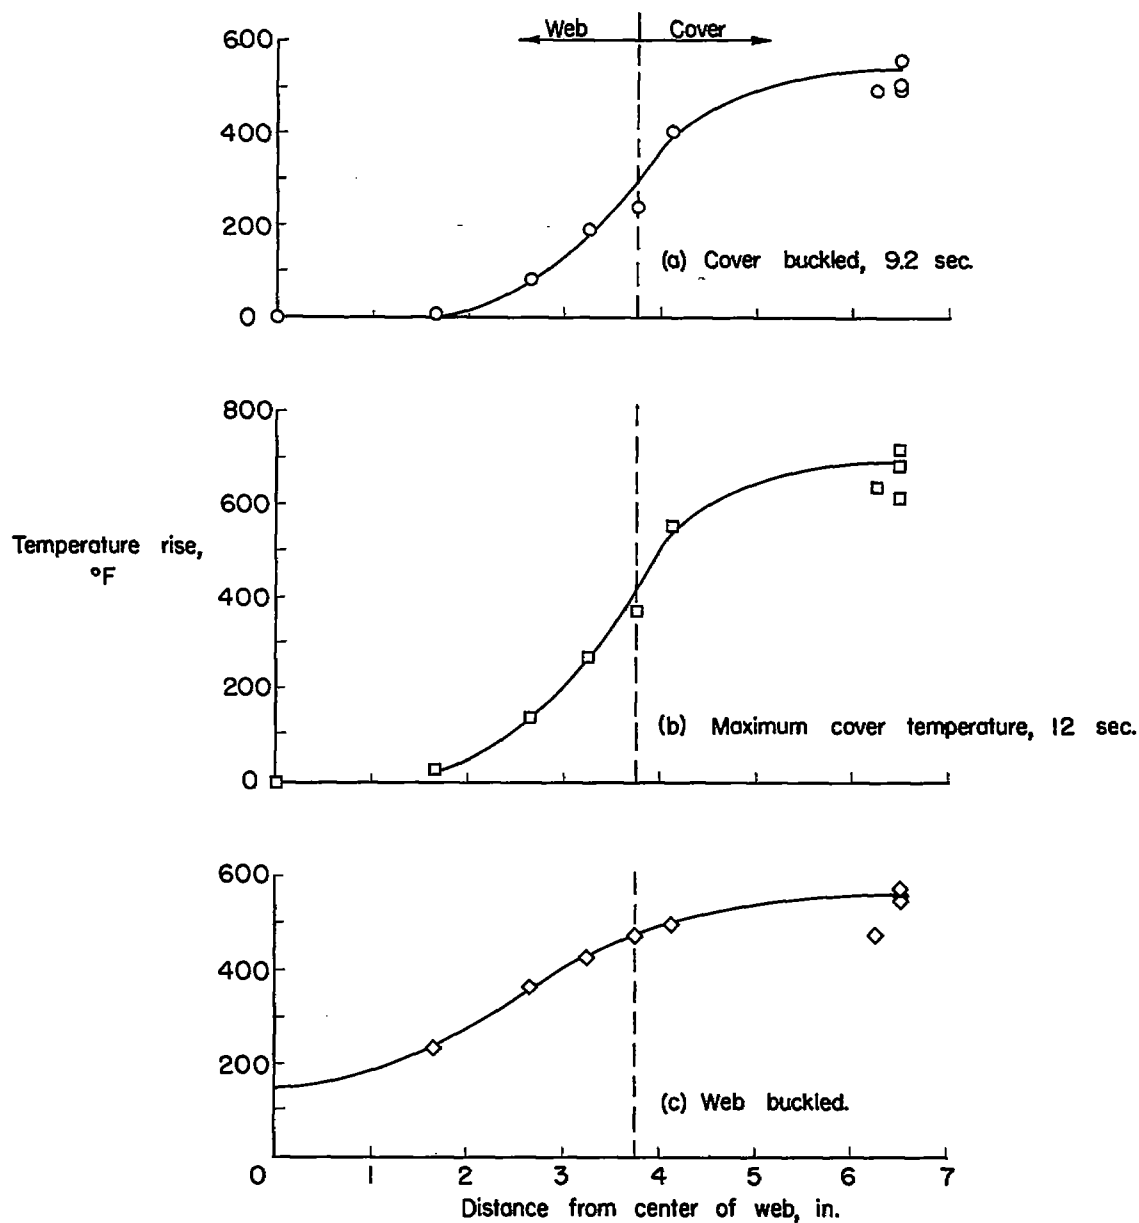 Web Cover
600
400
200
0
(a) Cover buckled, 9.2 sec.
800
600
400
200
0
Temperature rise,
°F
(b) Maximum cover temperature, 12 sec.
600
400
200
0 1 2 3 4 5 6 7
(c) Web buckled.
Distance from center of web, in.